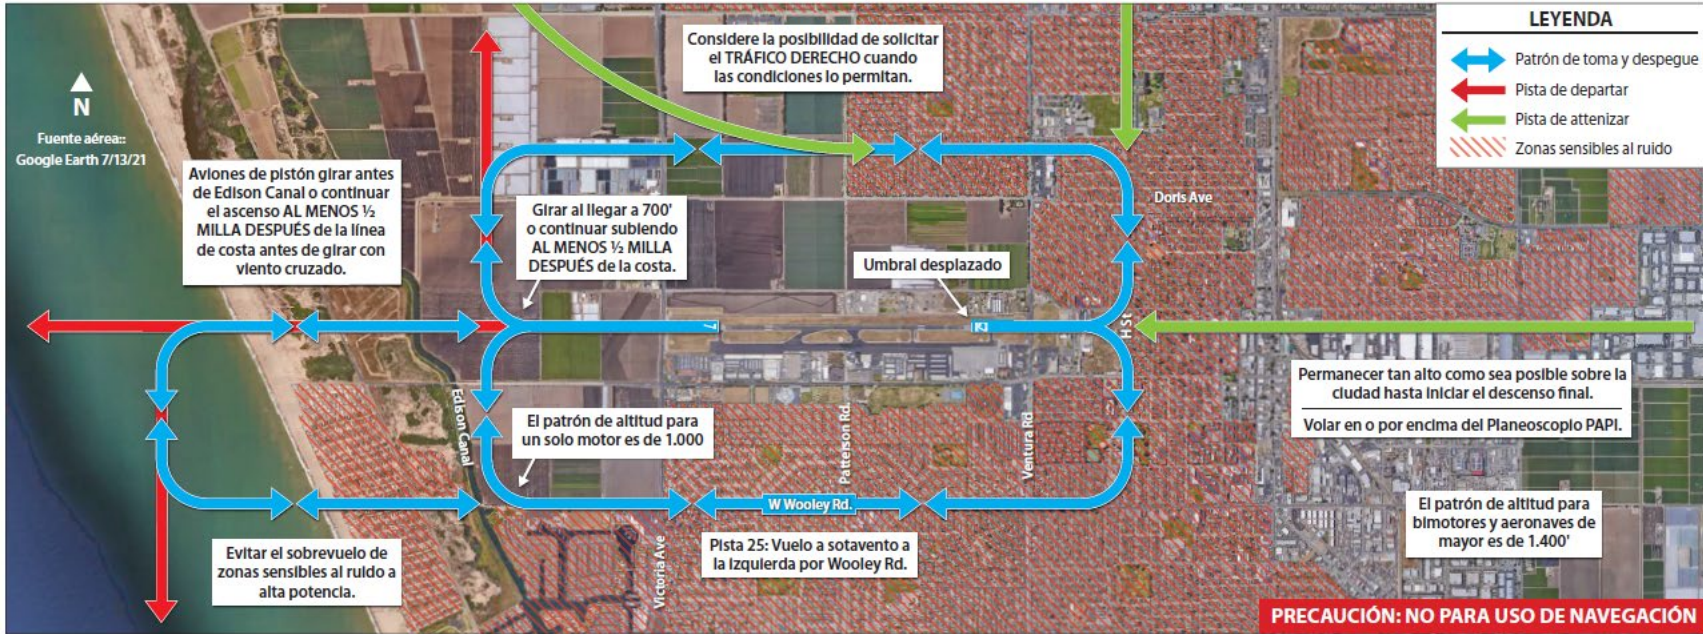 N
Fuente aérea::
Google Earth 7/13/21
Considere la posibilidad de solicitar
el TRÁFICO DERECHO cuando
las condiciones lo permitan.
LEYENDA
Patrón de toma y despegue
Pista de departar
Pista de attenizar
Zonas sensibles al ruido
Aviones de pistón girar antes
de Edison Canal o continuar
el ascenso AL MENOS ½
MILLA DESPUÉS de la línea
de costa antes de girar con
viento cruzado.
Girar al llegar a 700'
o continuar subiendo
AL MENOS ½ MILLA
DESPUÉS de la costa.
Umbral desplazado
Doris Ave
7
25
H St
Edison Canal
El patrón de altitud para
un solo motor es de 1.000
Patterson Rd.
Ventura Rd
Permanecer tan alto como sea posible sobre la
ciudad hasta iniciar el descenso final.
Volar en o por encima del Planeoscopio PAPI.
W Wooley Rd.
Victoria Ave
Evitar el sobrevuelo de
zonas sensibles al ruido a
alta potencia.
Pista 25: Vuelo a sotavento a
la izquierda por Wooley Rd.
El patrón de altitud para
bimotores y aeronaves de
mayor es de 1.400'
PRECAUCIÓN: NO PARA USO DE NAVEGACIÓN